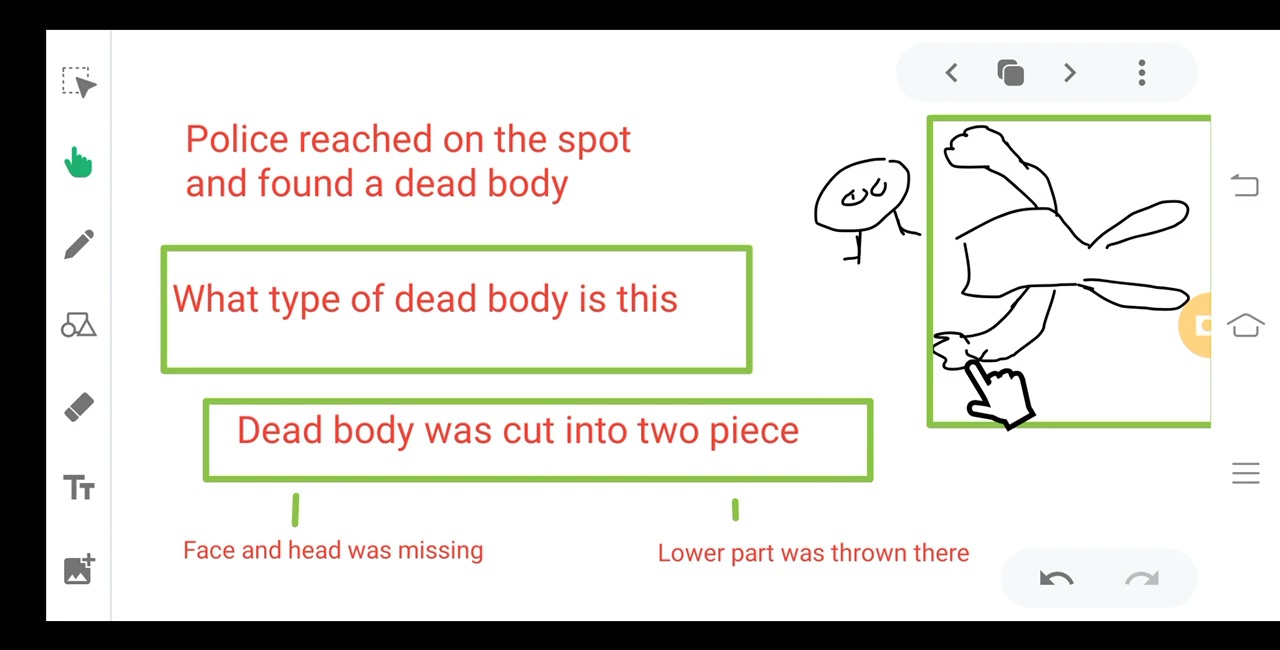 Police reached on the spot
and found a dead body
What type of dead body is this
Dead body was cut into two piece
Face and head was missing
Lower part was thrown there
TT